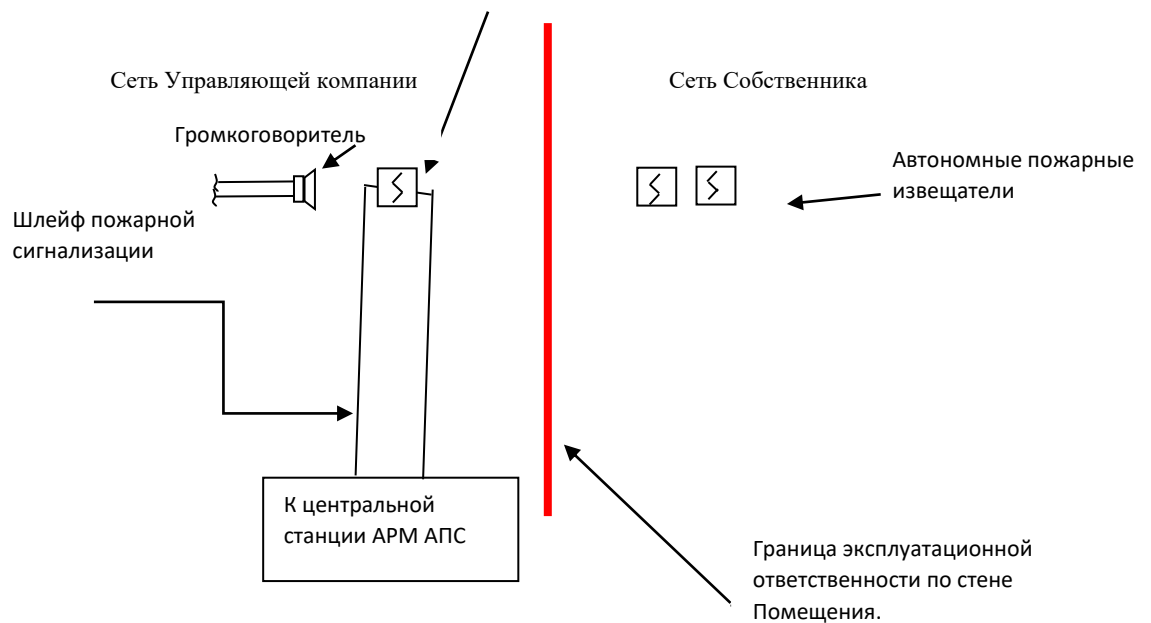 Сеть Управляющей компании
Сеть Собственника
Громкоговоритель
Автономные пожарные
извещатели
Шлейф пожарной
сигнализации
К центральной
станции АРМ АПС
Граница эксплуатационной
ответственности по стене
Помещения.